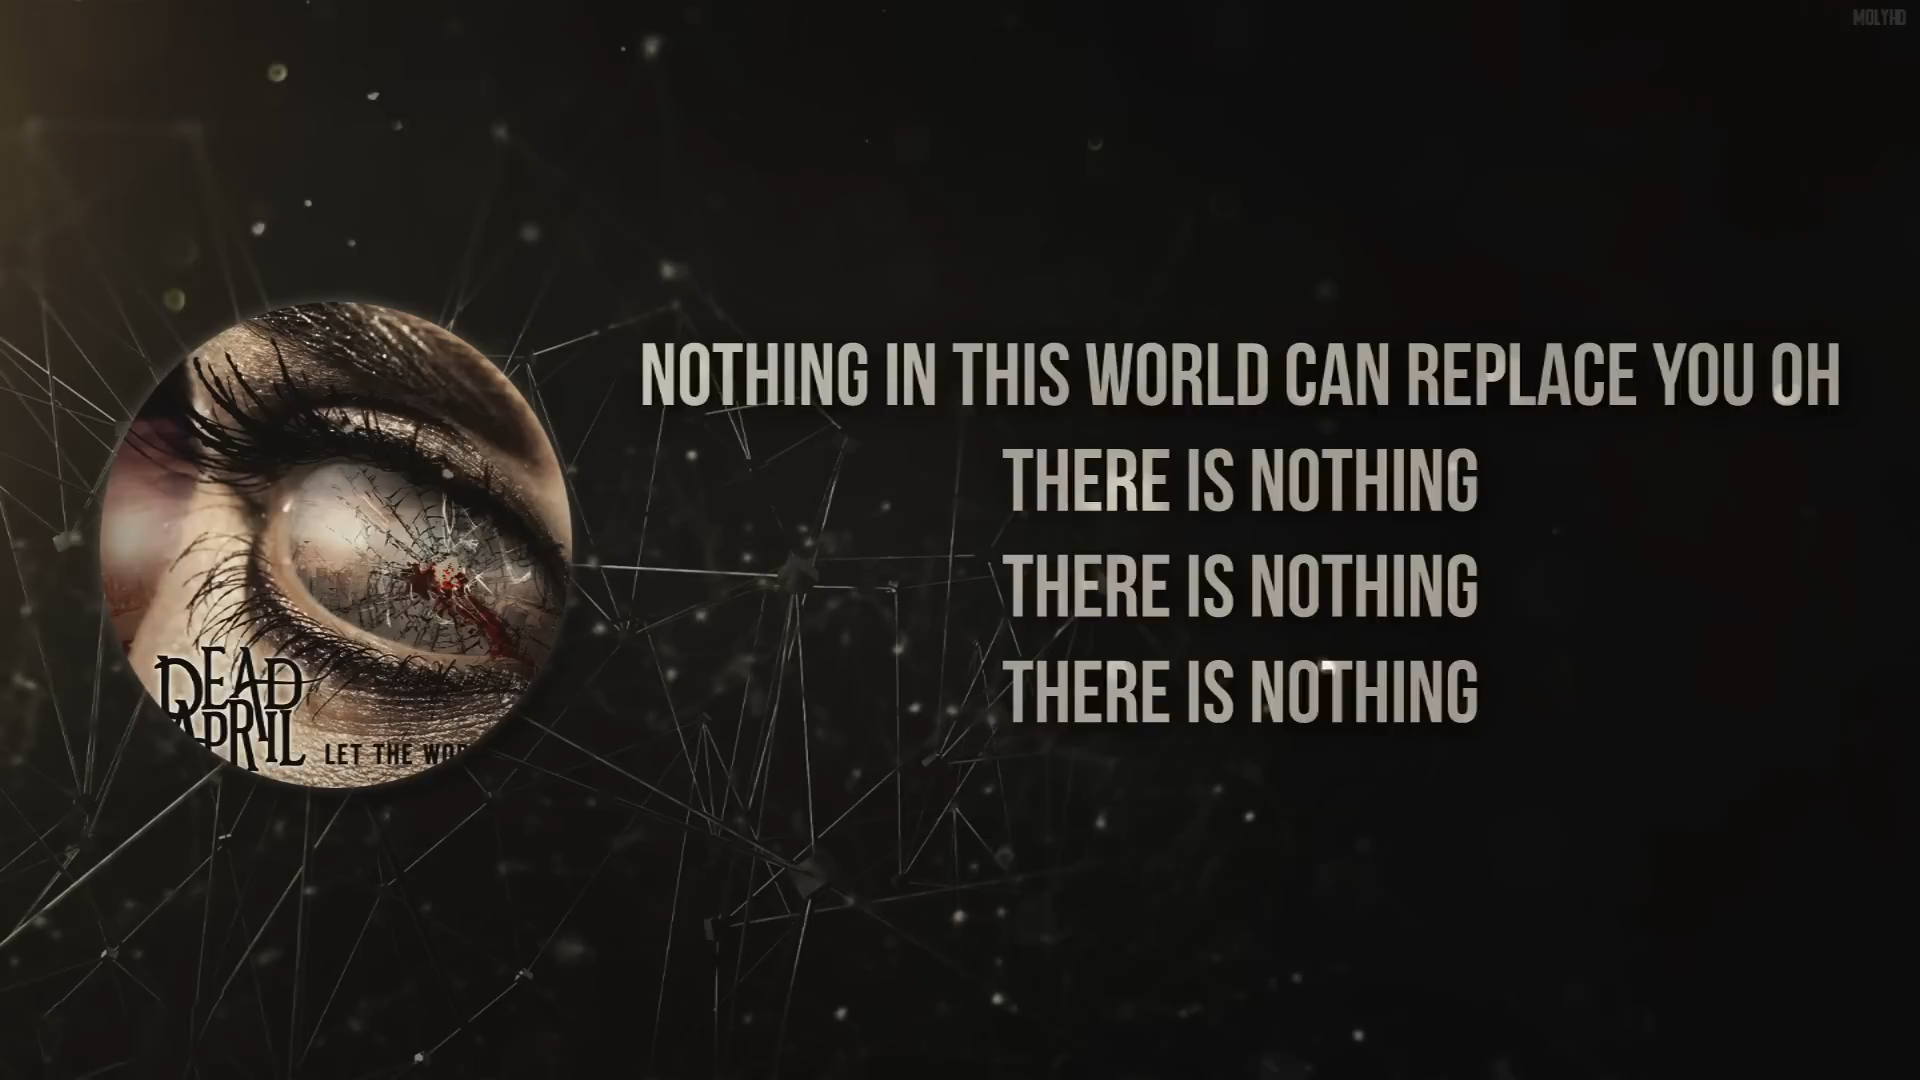 MOLYHD
NOTHING IN THIS WORLD CAN REPLACE YOU OH
THERE IS NOTHING
THERE IS NOTHING
THERE IS NOTHING
DEAD
APRIL
LET THE